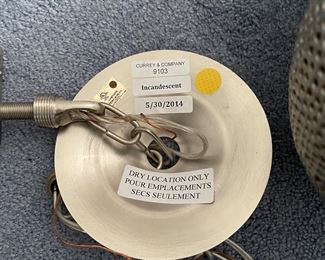 CURREY & COMPANY
9103
Incandescent
5/30/2014
DRY LOCATION ONLY
POUR EMPLACEMENTS
SECS SEULEMENT